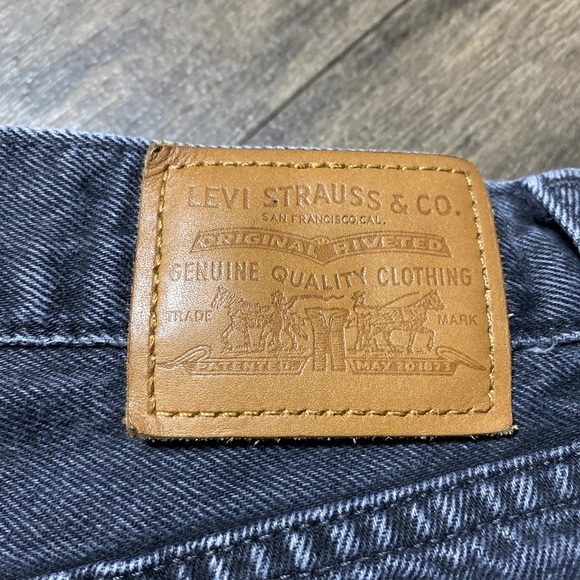 LEVI STRAUSS & CO.
SAN FRANCISCO, CAL.
ORIGINAL RIVETED
GENUINE QUALITY CLOTHING
TRADE MARK
PATENTED MAY 20 1873